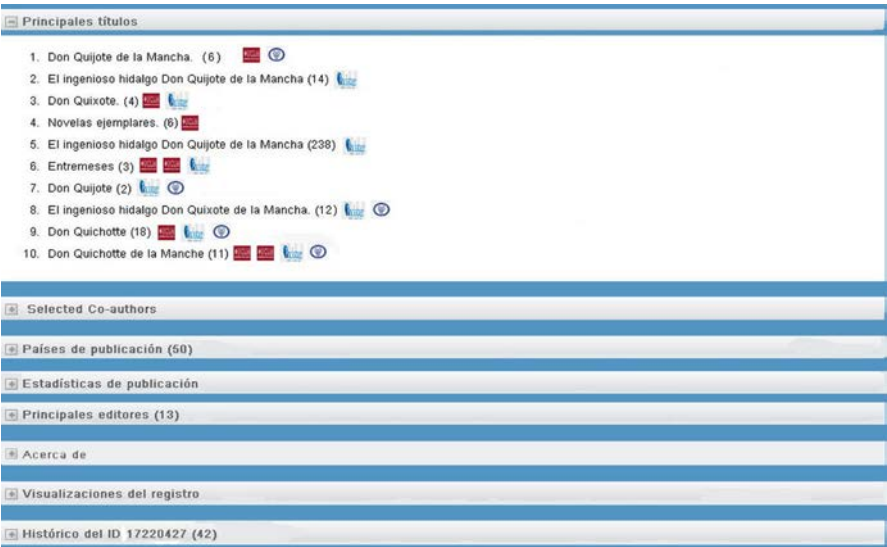 Principales títulos
1. Don Quijote de la Mancha. (6)
2. El ingenioso hidalgo Don Quijote de la Mancha (14)
3. Don Quixote. (4)
4. Novelas ejemplares. (6)
5. El ingenioso hidalgo Don Quijote de la Mancha (238)
6. Entremeses (3)
7. Don Quijote (2)
8. El ingenioso hidalgo Don Quixote de la Mancha. (12)
9. Don Quichotte (18)
10. Don Quichotte de la Manche (11)
Selected Co-authors
Países de publicación (50)
Estadísticas de publicación
Principales editores (13)
Acerca de
Visualizaciones del registro
Histórico del ID 17220427 (42)